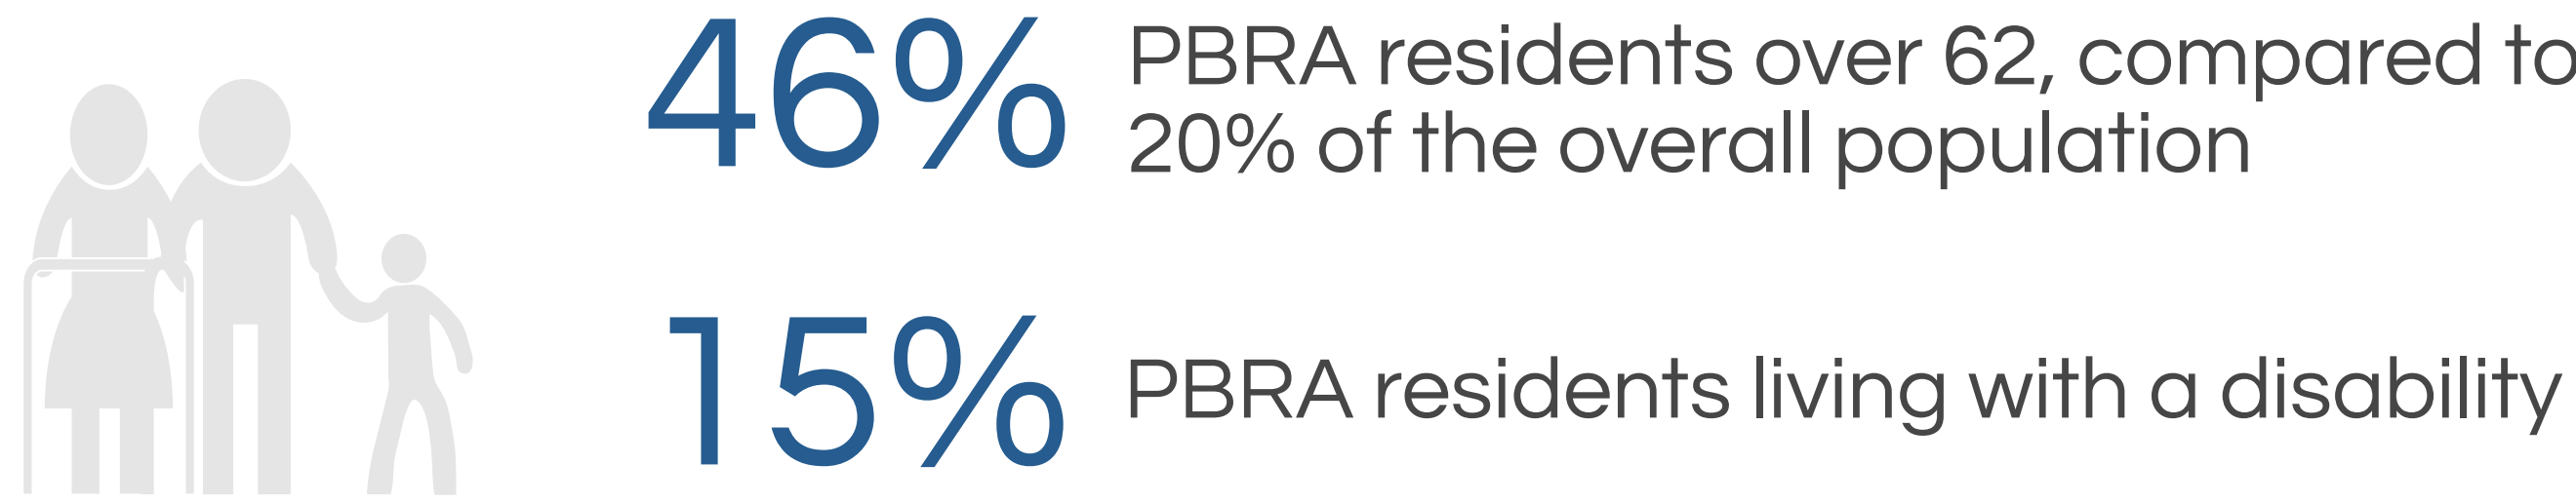 46% PBRA residents over 62, compared to
20% of the overall population
15% PBRA residents living with a disability